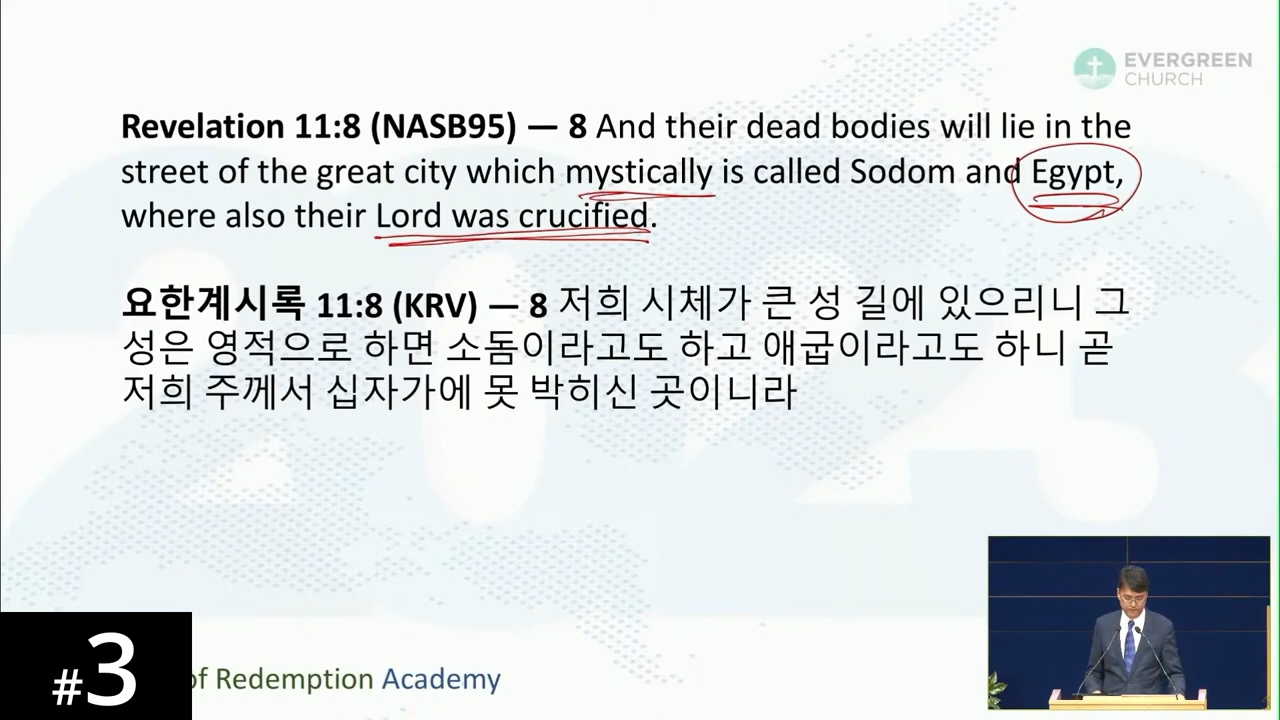 EVERGREEN
CHURCH
Revelation 11:8 (NASB95) — 8 And their dead bodies will lie in the
street of the great city which mystically is called Sodom and Egypt,
where also their Lord was crucified.
요한계시록 11:8 (KRV) — 8 저희 시체가 큰 성 길에 있으리니 그
성은 영적으로 하면 소돔이라고도 하고 애굽이라고도 하니 곧
저희 주께서 십자가에 못 박히신 곳이니라
#3
of Redemption Academy